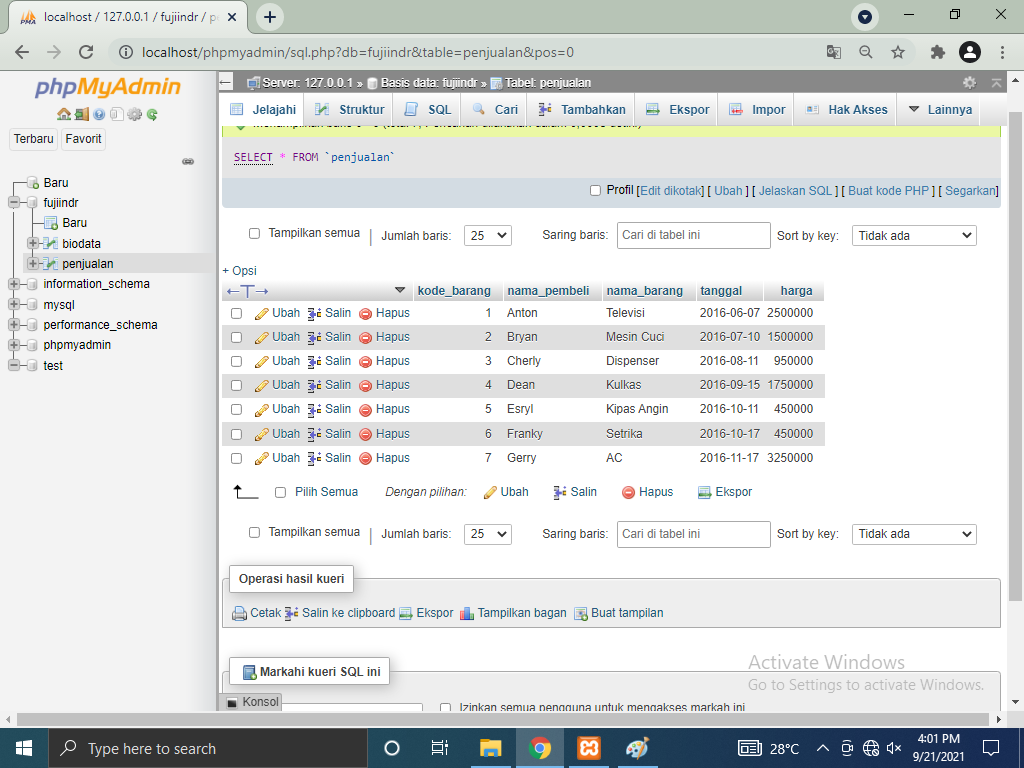 localhost / 127.0.0.1 / fujiindr / p
localhost/phpmyadmin/sql.php?db=fujiindr&table=penjualan&pos=0
phpMyAdmin
Terbaru Favorit
Baru
fujiindr
Baru
biodata
penjualan
information_schema
mysql
performance_schema
phpmyadmin
test
Server: 127.0.0.1 » Basis data: fujiindr » Tabel: penjualan
Jelajahi Struktur SQL Cari Tambahkan Ekspor Impor Hak Akses Lainnya
SELECT * FROM `penjualan`
Profil [Edit dikotak] [ Ubah ] [ Jelaskan SQL ] [ Buat kode PHP ] [ Segarkan]
Tampilkan semua | Jumlah baris: 25 Saring baris: Cari di tabel ini Sort by key: Tidak ada
+ Opsi
←T→ kode_barang nama_pembeli nama_barang tanggal harga
Ubah Salin Hapus 1 Anton Televisi 2016-06-07 2500000
Ubah Salin Hapus 2 Bryan Mesin Cuci 2016-07-10 1500000
Ubah Salin Hapus 3 Cherly Dispenser 2016-08-11 950000
Ubah Salin Hapus 4 Dean Kulkas 2016-09-15 1750000
Ubah Salin Hapus 5 Esryl Kipas Angin 2016-10-11 450000
Ubah Salin Hapus 6 Franky Setrika 2016-10-17 450000
Ubah Salin Hapus 7 Gerry AC 2016-11-17 3250000
Pilih Semua Dengan pilihan: Ubah Salin Hapus Ekspor
Tampilkan semua | Jumlah baris: 25 Saring baris: Cari di tabel ini Sort by key: Tidak ada
Operasi hasil kueri
Cetak Salin ke clipboard Ekspor Tampilkan bagan Buat tampilan
Markahi kueri SQL ini
Konsol
Izinkan semua pengguna untuk mengakses markah ini
Activate Windows
Go to Settings to activate Windows.
Type here to search
28°C
4:01 PM
9/21/2021